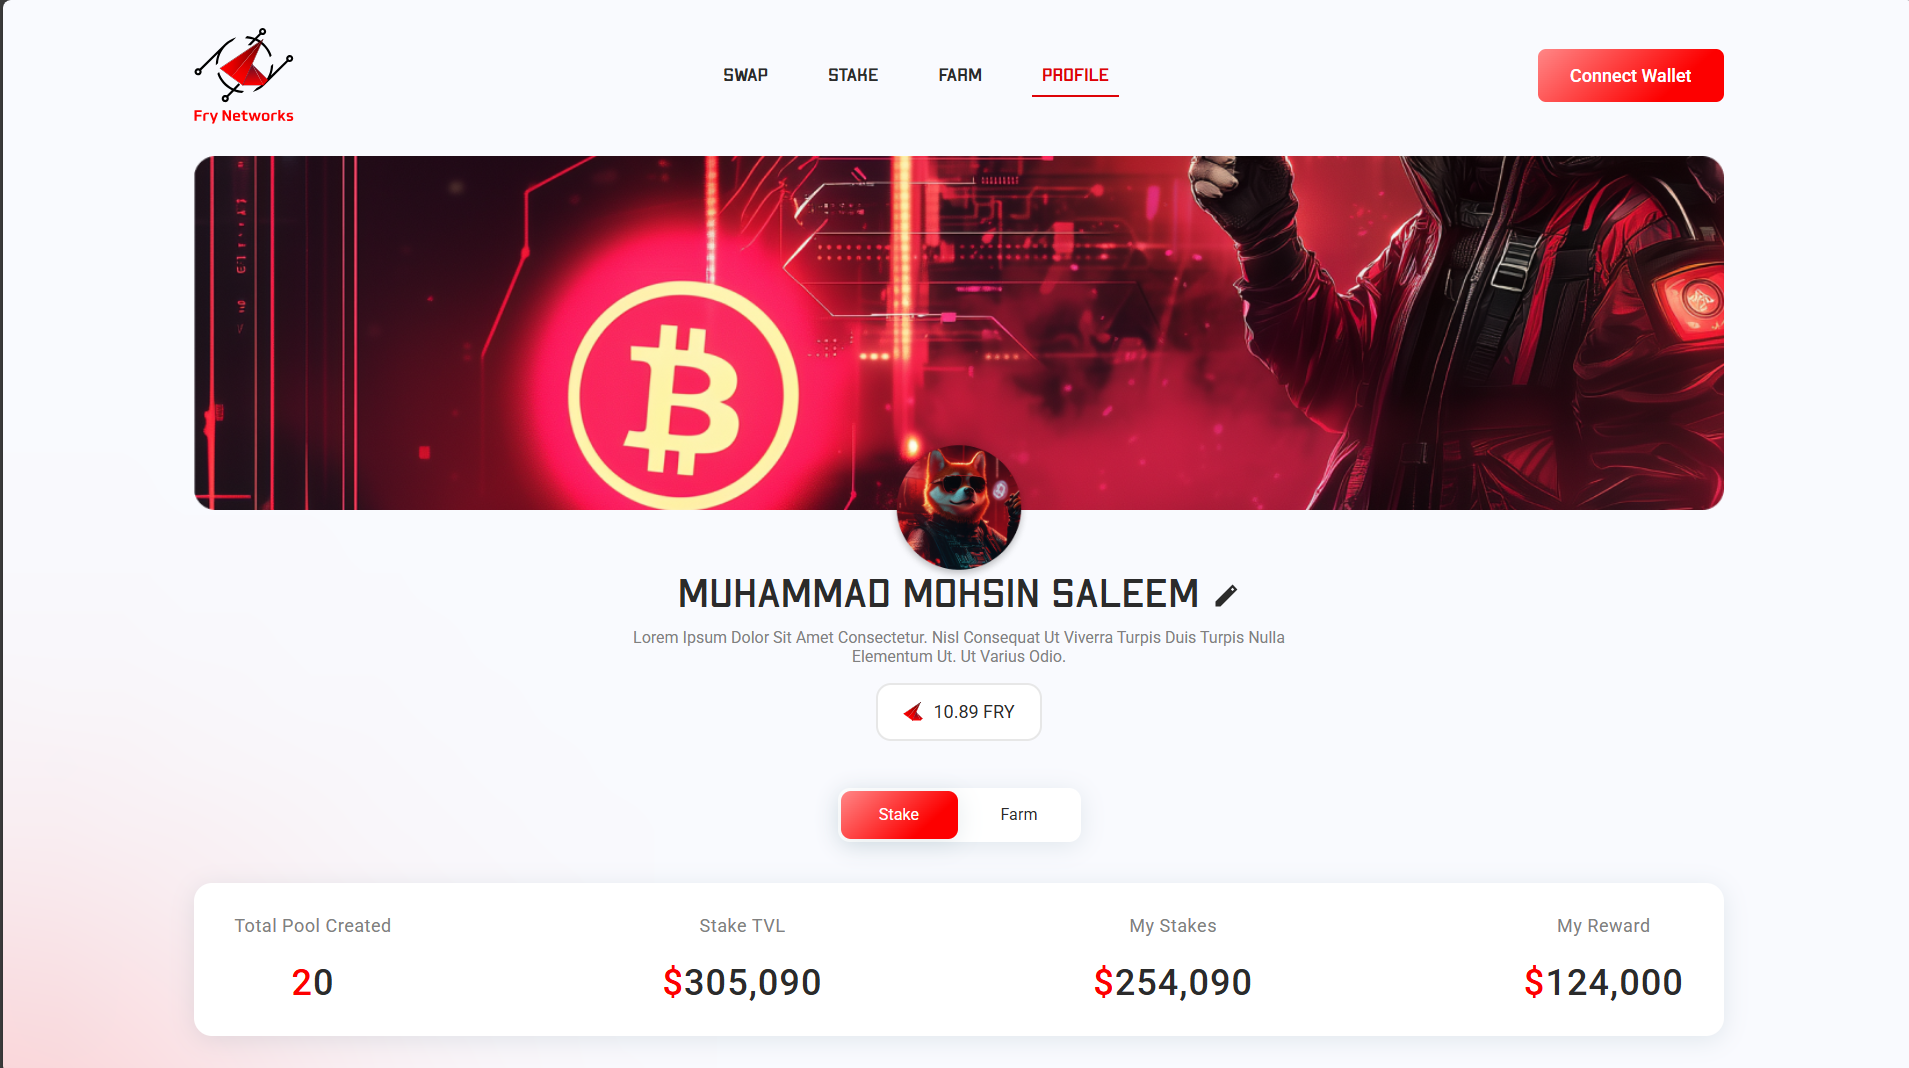 Fry Networks
SWAP
STAKE
FARM
PROFILE
Connect Wallet
MUHAMMAD MOHSIN SALEEM
Lorem Ipsum Dolor Sit Amet Consectetur. Nisl Consequat Ut Viverra Turpis Duis Turpis Nulla
Elementum Ut. Ut Varius Odio.
10.89 FRY
Stake
Farm
Total Pool Created
20
Stake TVL
$305,090
My Stakes
$254,090
My Reward
$124,000